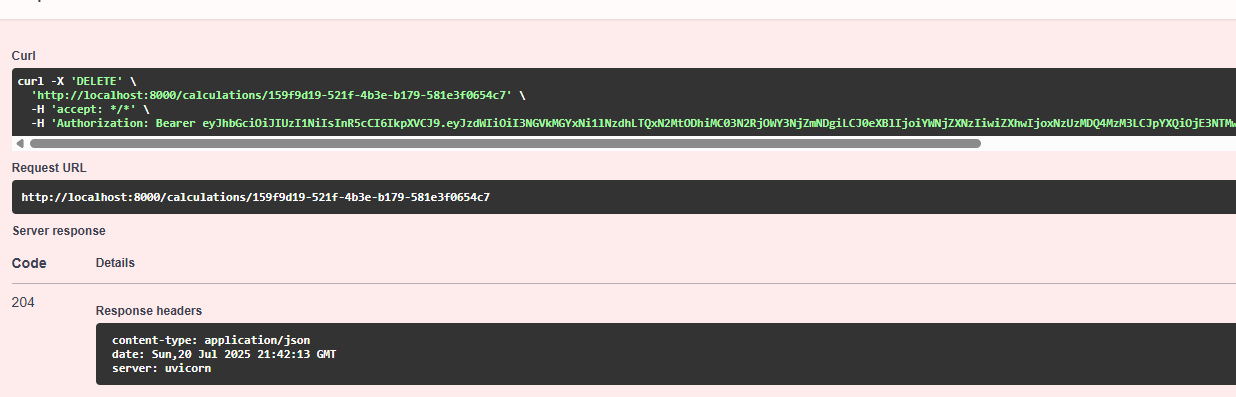 Curl
curl -X 'DELETE' \
'http://localhost:8000/calculations/159f9d19-521f-4b3e-b179-581e3f0654c7' \
-H 'accept: */*' \
-H 'Authorization: Bearer eyJhbGciOiJIUzI1NiIsInR5cCI6IkpXVCJ9.eyJzdWIiOiI3NGVkMGYxNi1lNzdhLTQxN2MtODhiMC03N2RjOWY3NjZmNDgiLCJ0eXBlIjoiYWNjZXNzIiwiZXhwIjoxNzUzMDQ4MzM3LCJpYXQiOjE3NTMw
Request URL
http://localhost:8000/calculations/159f9d19-521f-4b3e-b179-581e3f0654c7
Server response
Code Details
204
Response headers
content-type: application/json
date: Sun,20 Jul 2025 21:42:13 GMT
server: uvicorn